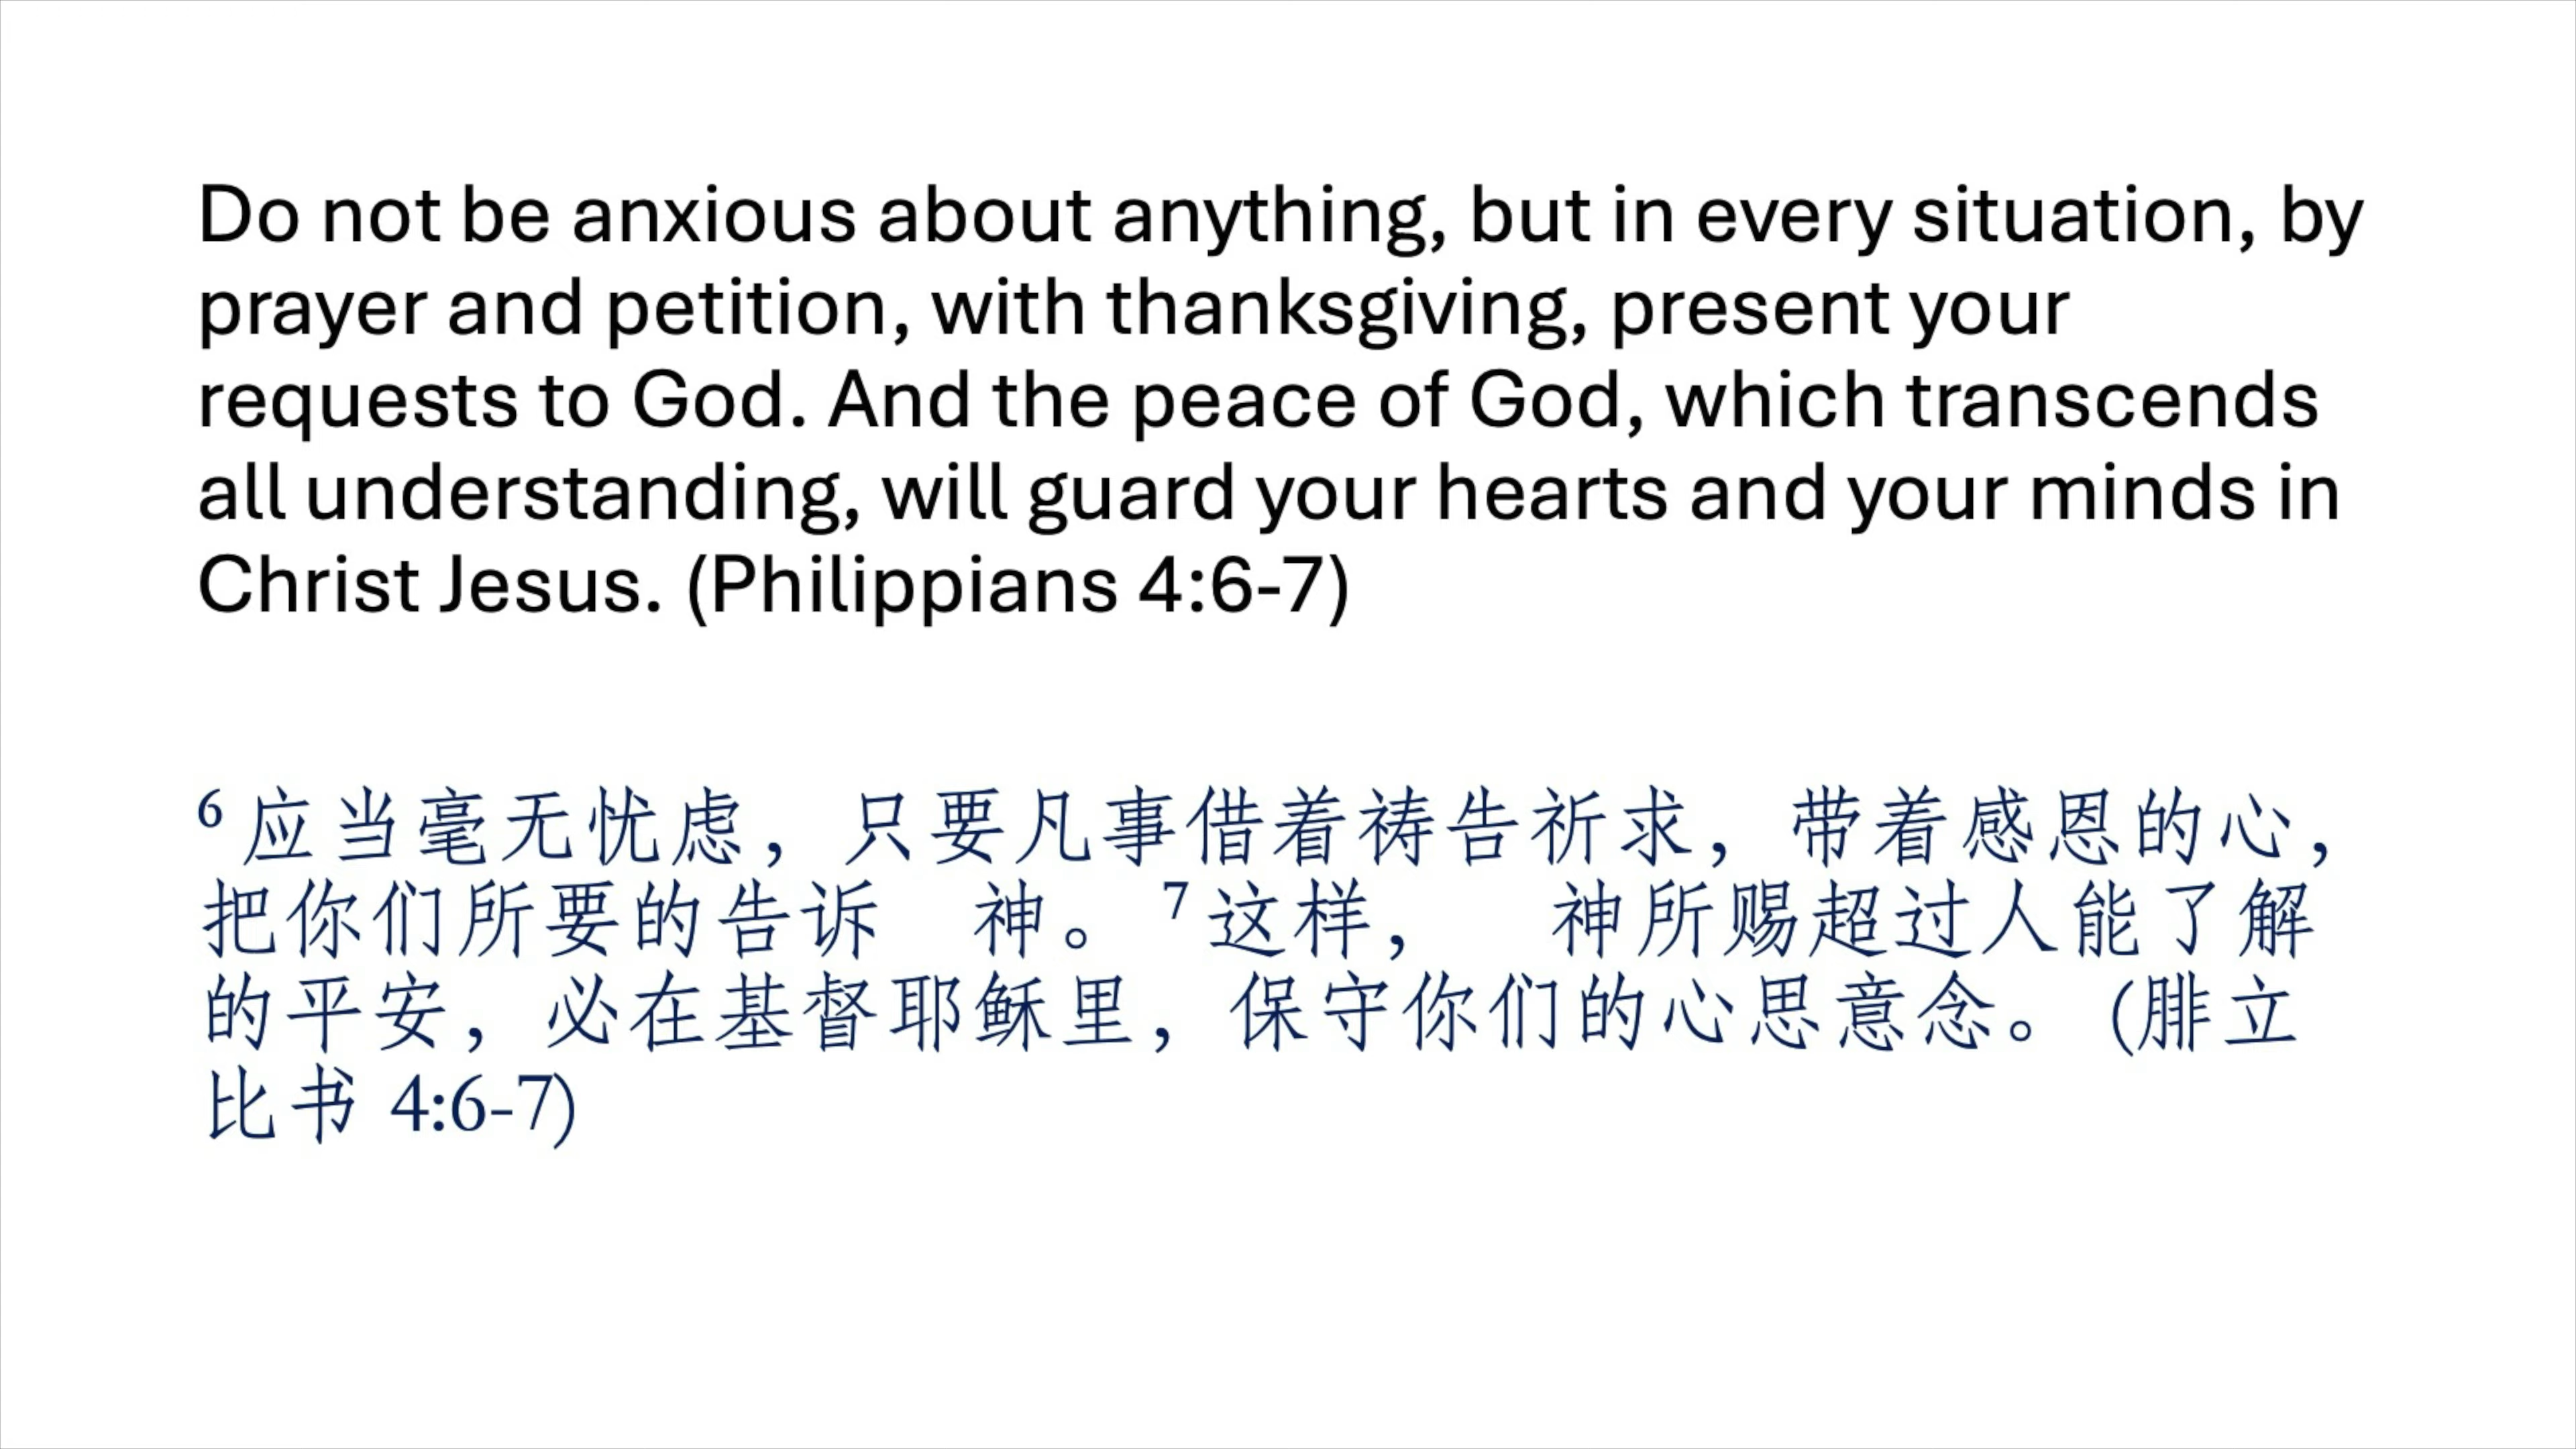 Do not be anxious about anything, but in every situation, by
prayer and petition, with thanksgiving, present your
requests to God. And the peace of God, which transcends
all understanding, will guard your hearts and your minds in
Christ Jesus. (Philippians 4:6-7)
6 应当毫无忧虑，只要凡事借着祷告祈求，带着感恩的心，
把你们所要的告诉　神。7 这样，　神所赐超过人能了解
的平安，必在基督耶稣里，保守你们的心思意念。(腓立
比书 4:6-7)